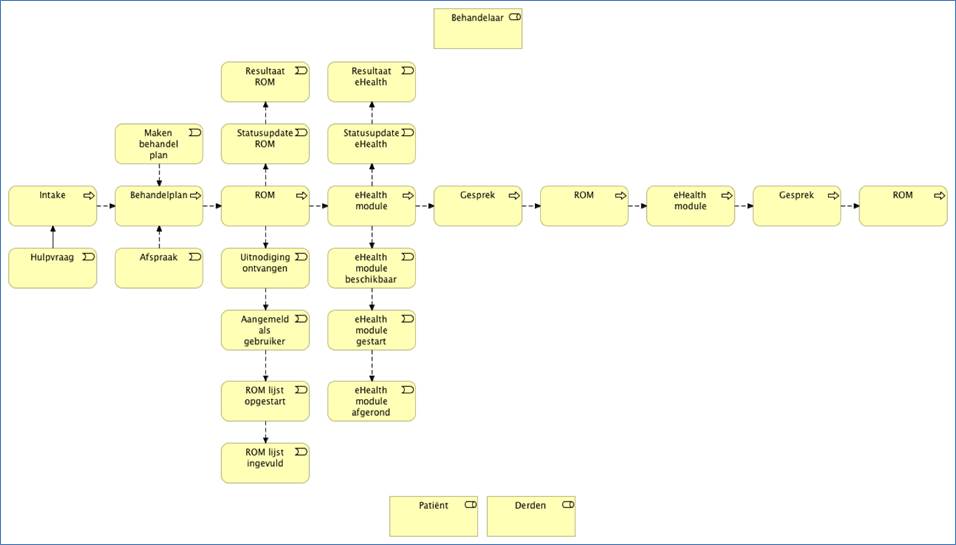 Behandelaar
Resultaat
ROM
Resultaat
eHealth
Maken
behandel
plan
Statusupdate
ROM
Statusupdate
eHealth
Intake
Behandelplan
ROM
eHealth
module
Gesprek
ROM
eHealth
module
Gesprek
ROM
Hulpvraag
Afspraak
Uitnodiging
ontvangen
eHealth
module
beschikbaar
Aangemeld
als
gebruiker
eHealth
module
gestart
ROM lijst
opgestart
eHealth
module
afgerond
ROM lijst
ingevuld
Patiënt
Derden